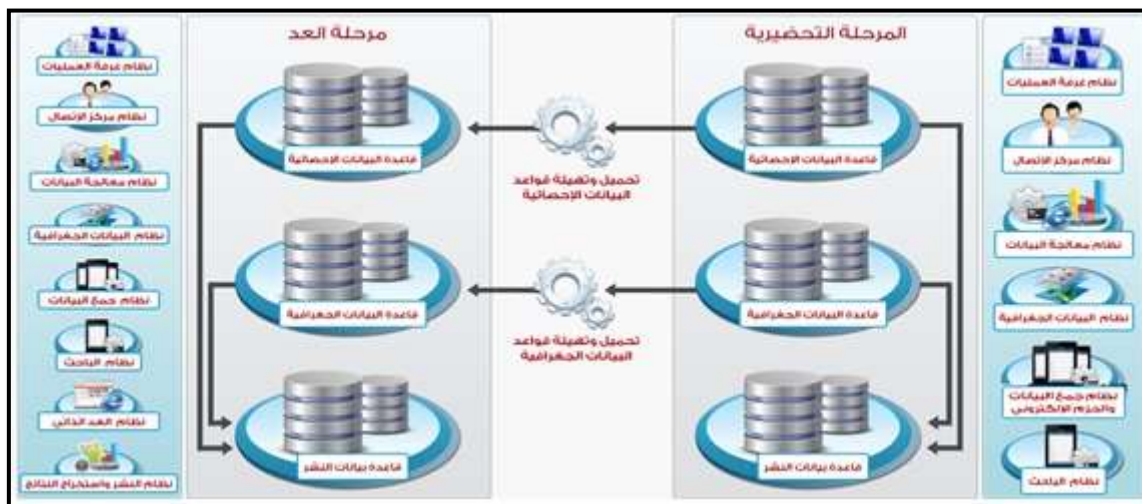 المرحلة التحضيرية
مرحلة العد
نظام غرفة العمليات
نظام مركز الإتصال
نظام معالجة البيانات
نظام البيانات الجغرافية
نظام جمع البيانات
والحزم الإلكتروني
نظام الباحث
قاعدة البيانات الإحصائية
قاعدة البيانات الجغرافية
قاعدة بيانات النشر
تحميل وتهيئة قواعد
البيانات الإحصائية
تحميل وتهيئة قواعد
البيانات الجغرافية
قاعدة البيانات الإحصائية
قاعدة البيانات الجغرافية
قاعدة بيانات النشر
نظام غرفة العمليات
نظام مركز الإتصال
نظام معالجة البيانات
نظام البيانات الجغرافية
نظام جمع البيانات
نظام الباحث
نظام العد الذاتي
نظام النشر واستخراج النتائج